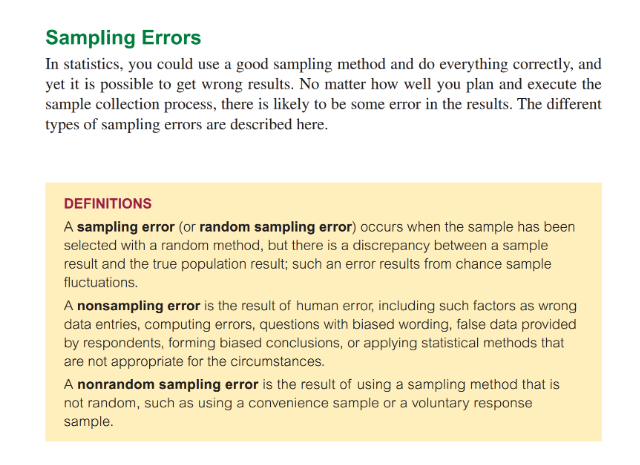 Sampling Errors
In statistics, you could use a good sampling method and do everything correctly, and
yet it is possible to get wrong results. No matter how well you plan and execute the
sample collection process, there is likely to be some error in the results. The different
types of sampling errors are described here.
DEFINITIONS
A sampling error (or random sampling error) occurs when the sample has been
selected with a random method, but there is a discrepancy between a sample
result and the true population result; such an error results from chance sample
fluctuations.
A nonsampling error is the result of human error, including such factors as wrong
data entries, computing errors, questions with biased wording, false data provided
by respondents, forming biased conclusions, or applying statistical methods that
are not appropriate for the circumstances.
A nonrandom sampling error is the result of using a sampling method that is
not random, such as using a convenience sample or a voluntary response
sample.